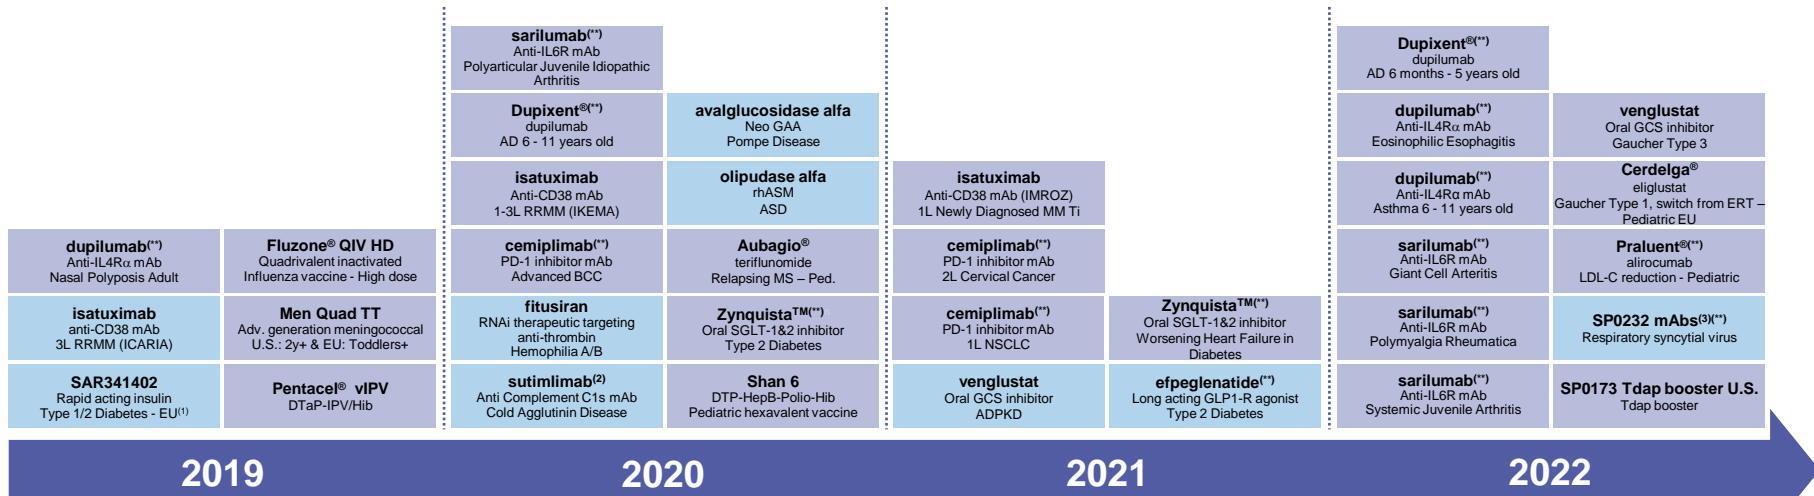 dupilumab(**)
Anti-IL4Rα mAb
Nasal Polyposis Adult
isatuximab
anti-CD38 mAb
3L RRMM (ICARIA)
SAR341402
Rapid acting insulin
Type 1/2 Diabetes - EU(1)
Fluzone® QIV HD
Quadrivalent inactivated
Influenza vaccine - High dose
Men Quad TT
Adv. generation meningococcal
U.S.: 2y+ & EU: Toddlers+
Pentacel® vIPV
DTaP-IPV/Hib
2019
sarilumab(**)
Anti-IL6R mAb
Polyarticular Juvenile Idiopathic
Arthritis
Dupixent®(**)
dupilumab
AD 6 - 11 years old
isatuximab
Anti-CD38 mAb
1-3L RRMM (IKEMA)
cemiplimab(**)
PD-1 inhibitor mAb
Advanced BCC
fitusiran
RNAi therapeutic targeting
anti-thrombin
Hemophilia A/B
sutimlimab(2)
Anti Complement C1s mAb
Cold Agglutinin Disease
avalglucosidase alfa
Neo GAA
Pompe Disease
olipudase alfa
rhASM
ASD
Aubagio®
teriflunomide
Relapsing MS – Ped.
Zynquista™(**)
Oral SGLT-1&2 inhibitor
Type 2 Diabetes
Shan 6
DTP-HepB-Polio-Hib
Pediatric hexavalent vaccine
2020
isatuximab
Anti-CD38 mAb (IMROZ)
1L Newly Diagnosed MM Ti
cemiplimab(**)
PD-1 inhibitor mAb
2L Cervical Cancer
cemiplimab(**)
PD-1 inhibitor mAb
1L NSCLC
venglustat
Oral GCS inhibitor
ADPKD
Zynquista™(**)
Oral SGLT-1&2 inhibitor
Worsening Heart Failure in
Diabetes
efpeglenatide(**)
Long acting GLP1-R agonist
Type 2 Diabetes
2021
Dupixent®(**)
dupilumab
AD 6 months - 5 years old
dupilumab(**)
Anti-IL4Rα mAb
Eosinophilic Esophagitis
dupilumab(**)
Anti-IL4Rα mAb
Asthma 6 - 11 years old
sarilumab(**)
Anti-IL6R mAb
Giant Cell Arteritis
sarilumab(**)
Anti-IL6R mAb
Polymyalgia Rheumatica
sarilumab(**)
Anti-IL6R mAb
Systemic Juvenile Arthritis
venglustat
Oral GCS inhibitor
Gaucher Type 3
Cerdelga®
eliglustat
Gaucher Type 1, switch from ERT –
Pediatric EU
Praluent®(**)
alirocumab
LDL-C reduction - Pediatric
SP0232 mAbs(3)(**)
Respiratory syncytial virus
SP0173 Tdap booster U.S.
Tdap booster
2022